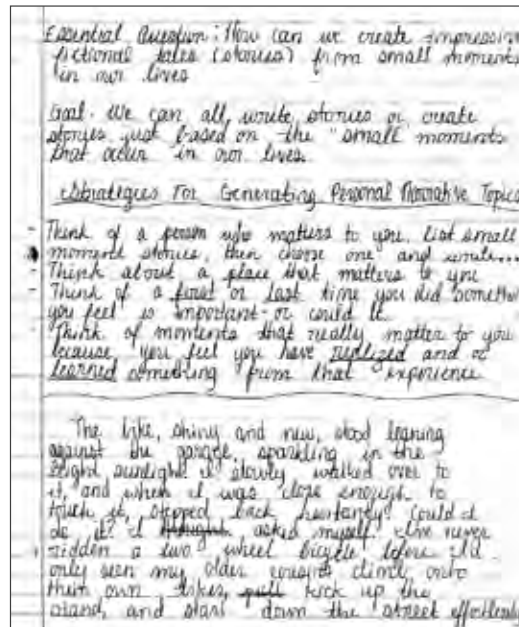 Essential Question: How can we create impressive
fictional tales (stories) from small moments
in our lives
Goal. We can all write stories or create
stories just based on the "small moments
that occur in our lives.
Strategies For Generating Personal Narrative Topics
- Think of a person who matters to you, list small
moment stories, then choose one and write...
- Think about a place that matters to you
- Think of a first or last time you did somethi
you feel is important - or could it
- Think of moments that really matter to you
because you feel you have realized and or
learned something from that experience
The bike, shiny and new, stood leaning
against the garage, sparkling in the
bright sunlight. I slowly walked over to
it, and when I was close enough to
touch it, stepped back hesitantly? Could I
do it? I asked myself. I've never
ridden a two wheel bicycle before I'd
only seen my older cousins climb onto
their own bikes, kick up the
stand, and start down the street effortlessly